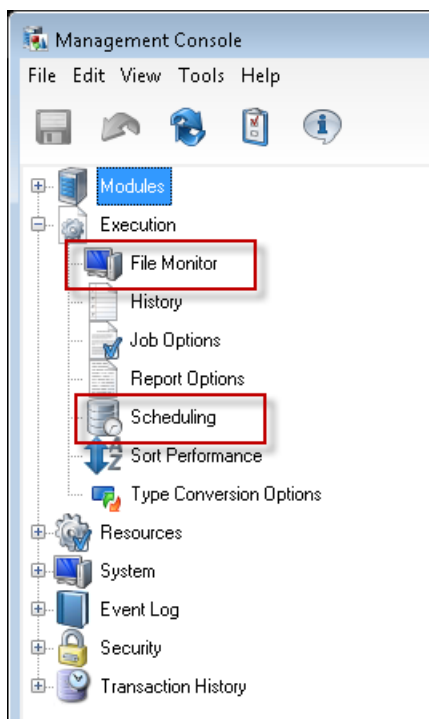 Management Console
File Edit View Tools Help
Modules
Execution
File Monitor
History
Job Options
Report Options
Scheduling
Sort Performance
Type Conversion Options
Resources
System
Event Log
Security
Transaction History